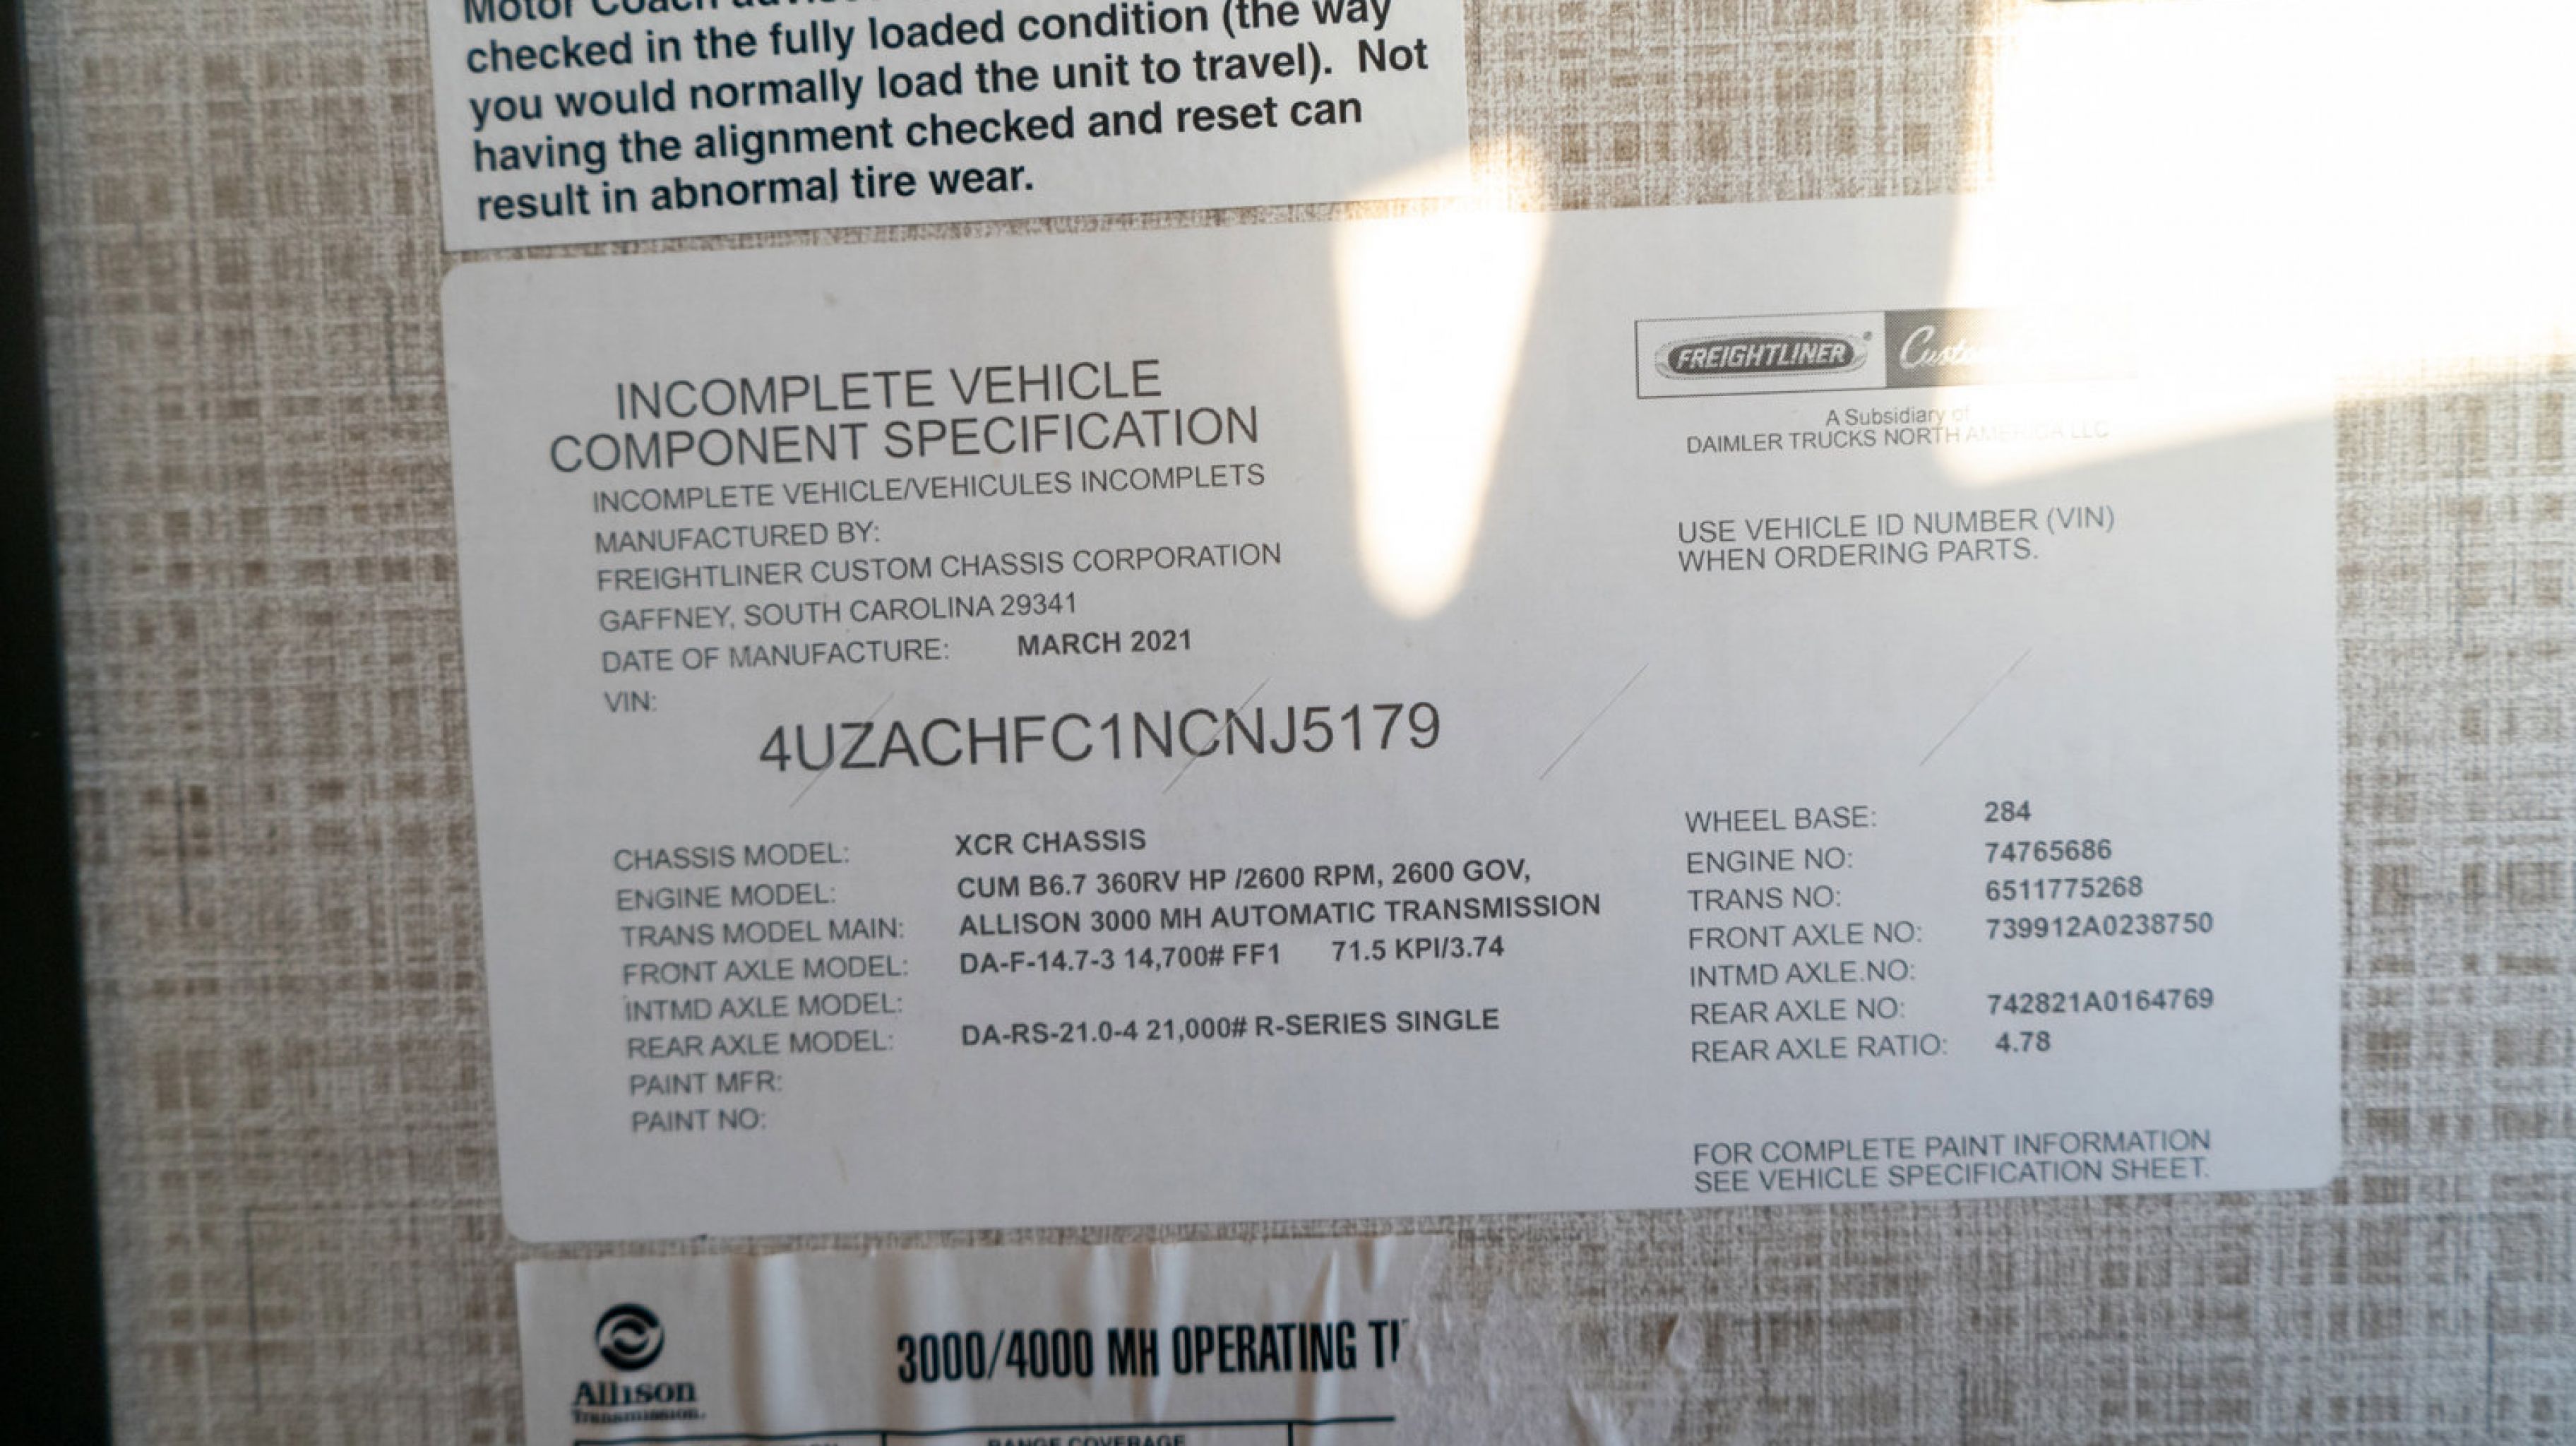 Motor Coach
checked in the fully loaded condition (the way
you would normally load the unit to travel). Not
having the alignment checked and reset can
result in abnormal tire wear.
INCOMPLETE VEHICLE
COMPONENT SPECIFICATION
INCOMPLETE VEHICLE/VEHICULES INCOMPLETS
MANUFACTURED BY:
FREIGHTLINER CUSTOM CHASSIS CORPORATION
GAFFNEY, SOUTH CAROLINA 29341
DATE OF MANUFACTURE: MARCH 2021
VIN:
4UZACHFC1NCNJ5179
FREIGHTLINER®
A Subsidiary of
DAIMLER TRUCKS NORTH AMERICA LLC
USE VEHICLE ID NUMBER (VIN)
WHEN ORDERING PARTS.
CHASSIS MODEL: XCR CHASSIS
ENGINE MODEL: CUM B6.7 360RV HP /2600 RPM, 2600 GOV,
TRANS MODEL MAIN: ALLISON 3000 MH AUTOMATIC TRANSMISSION
FRONT AXLE MODEL: DA-F-14.7-3 14,700# FF1 71.5 KPI/3.74
INTMD AXLE MODEL:
REAR AXLE MODEL: DA-RS-21.0-4 21,000# R-SERIES SINGLE
PAINT MFR:
PAINT NO:
WHEEL BASE: 284
ENGINE NO: 74765686
TRANS NO: 6511775268
FRONT AXLE NO: 739912A0238750
INTMD AXLE.NO:
REAR AXLE NO: 742821A0164769
REAR AXLE RATIO: 4.78
FOR COMPLETE PAINT INFORMATION
SEE VEHICLE SPECIFICATION SHEET.
Allison
Transmission.
3000/4000 MH OPERATING
RANGE COVERAGE